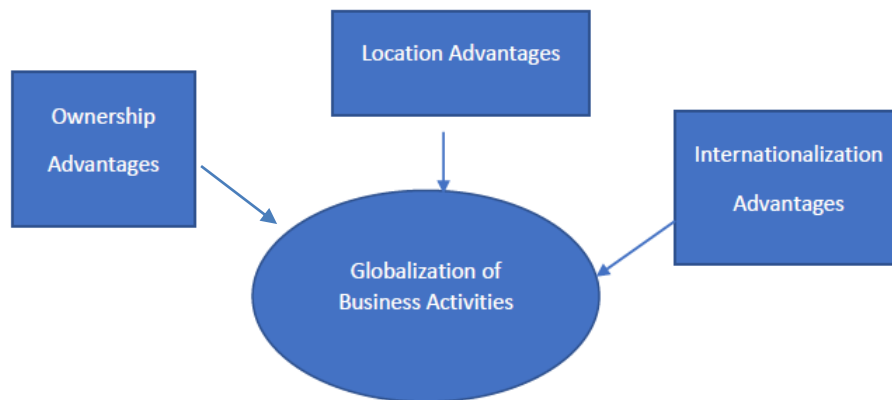 Ownership
Advantages
Location Advantages
Internationalization
Advantages
Globalization of
Business Activities